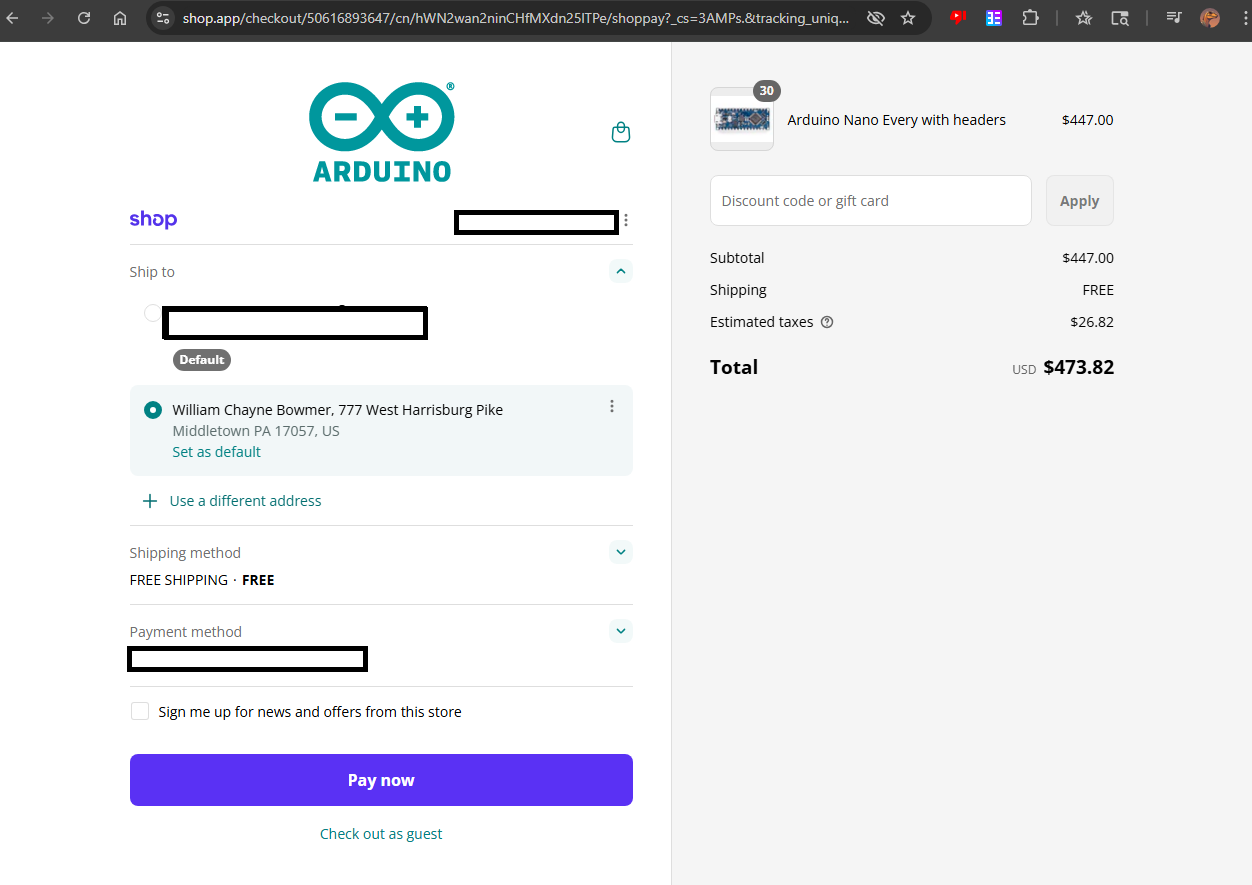 shop.app/checkout/50616893647/cn/hWN2wan2ninCHfMXdn25ITPe/shoppay?_cs=3AMPs.&tracking_uniq...
ARDUINO
shop
Ship to
Default
William Chayne Bowmer, 777 West Harrisburg Pike
Middletown PA 17057, US
Set as default
Use a different address
Shipping method
FREE SHIPPING · FREE
Payment method
Sign me up for news and offers from this store
Pay now
Check out as guest
30
Arduino Nano Every with headers $447.00
Discount code or gift card Apply
Subtotal $447.00
Shipping FREE
Estimated taxes $26.82
Total USD $473.82